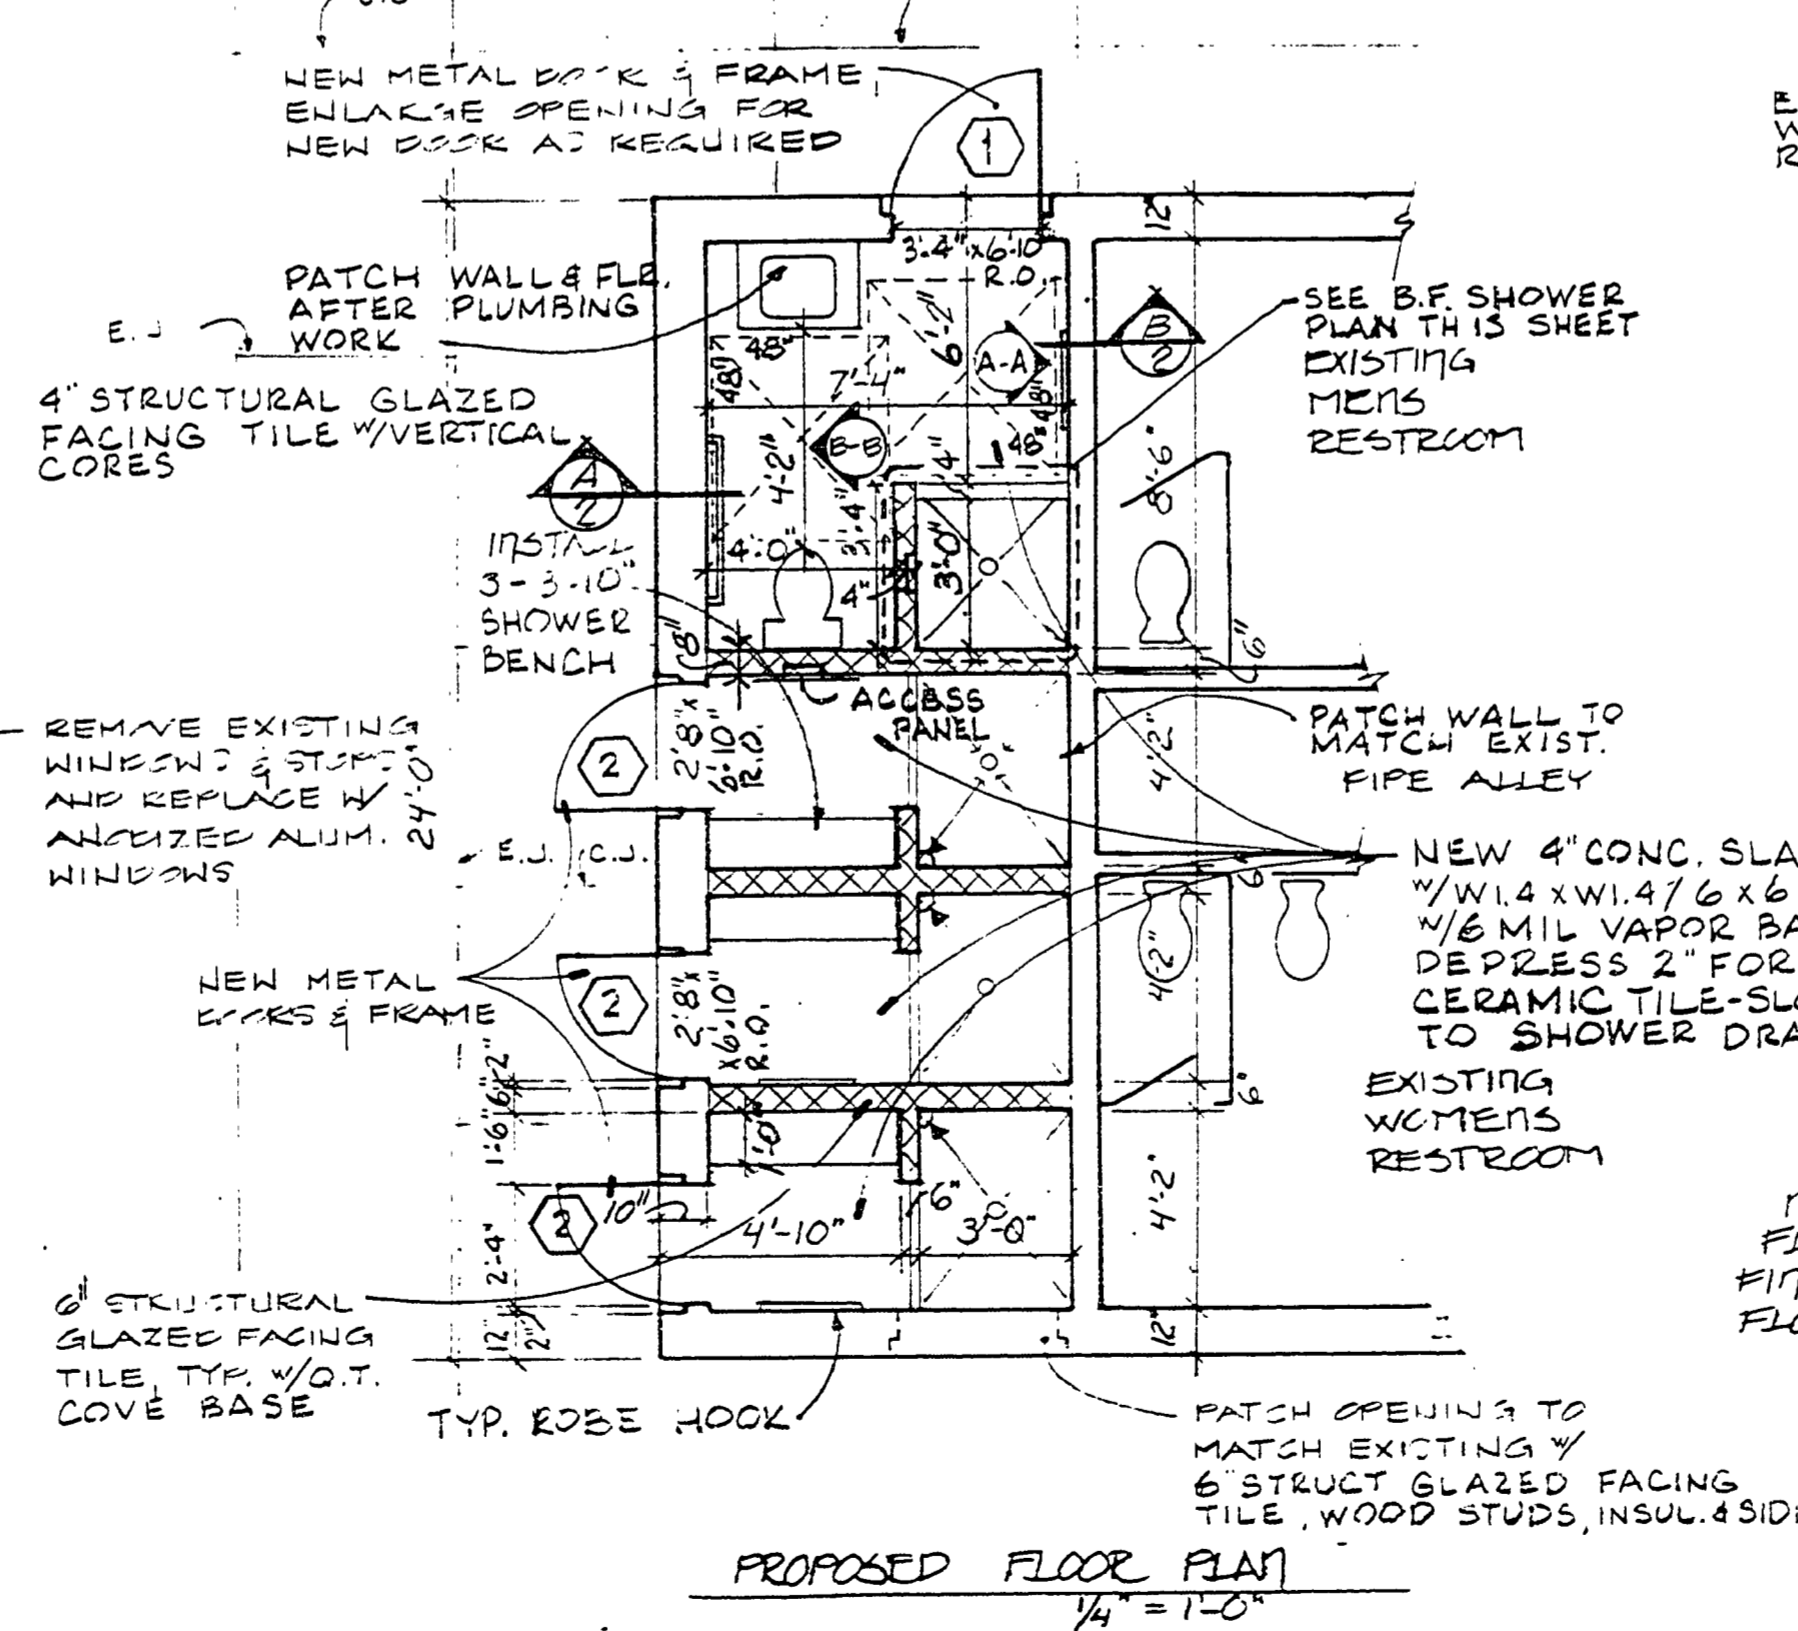 NEW METAL DOOR & FRAME,
ENLARGE OPENING FOR
NEW DOOR AS REQUIRED
1
12"
3'-4" x 6'-10"
R.O.
PATCH WALL & FLR.
AFTER PLUMBING
WORK
E.J.
4" STRUCTURAL GLAZED
FACING TILE W/VERTICAL
CORES
SEE B.F. SHOWER
PLAN THIS SHEET
EXISTING
MENS
RESTROOM
B
2
A-A
B-B
A
2
48"
48"
6'-2"
7'-4"
48"
48"
4"
4'-2"
3'-4"
4'-0"
4"
3'-0"
8'-6"
INSTALL
3-3'-10"
SHOWER
BENCH
8"
6"
ACCESS
PANEL
REMOVE EXISTING
WINDOWS & STOPS
AND REPLACE W/
ANODIZED ALUM.
WINDOWS
24'-0"
2
2'-8" x
6'-10"
R.O.
PATCH WALL TO
MATCH EXIST.
PIPE ALLEY
4'-2"
E.J.
C.J.
6"
NEW 4" CONC. SLA
W/W1.4 x W1.4 / 6 x 6
W/6 MIL VAPOR BA
DEPRESS 2" FOR
CERAMIC TILE-SLO
TO SHOWER DRA
NEW METAL
DOORS & FRAME
2
2'-8" x
x6'-10"
R.O.
4'-2"
6"
EXISTING
WOMENS
RESTROOM
6"
2"
1'-6"
1'-0"
2
10"
4'-10"
6"
3'-0"
4'-2"
2'-4"
12"
2"
12"
6" STRUCTURAL
GLAZED FACING
TILE, TYP. W/Q.T.
COVE BASE
TYP. ROBE HOOK
PATCH OPENING TO
MATCH EXISTING W/
6" STRUCT GLAZED FACING
TILE, WOOD STUDS, INSUL. & SIDI
E
W
R
FI
FIN
FLO
PROPOSED FLOOR PLAN
1/4" = 1'-0"